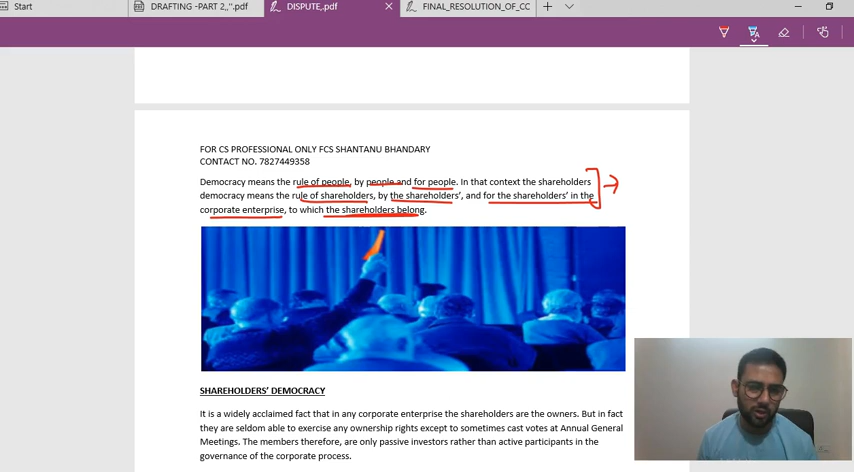 Start
DRAFTING -PART 2,,".pdf
DISPUTE,.pdf
FINAL_RESOLUTION_OF_CC
FOR CS PROFESSIONAL ONLY FCS SHANTANU BHANDARY
CONTACT NO. 7827449358
Democracy means the rule of people, by people and for people. In that context the shareholders
democracy means the rule of shareholders, by the shareholders', and for the shareholders' in the
corporate enterprise, to which the shareholders belong.
SHAREHOLDERS' DEMOCRACY
It is a widely acclaimed fact that in any corporate enterprise the shareholders are the owners. But in fact
they are seldom able to exercise any ownership rights except to sometimes cast votes at Annual General
Meetings. The members therefore, are only passive investors rather than active participants in the
governance of the corporate process.